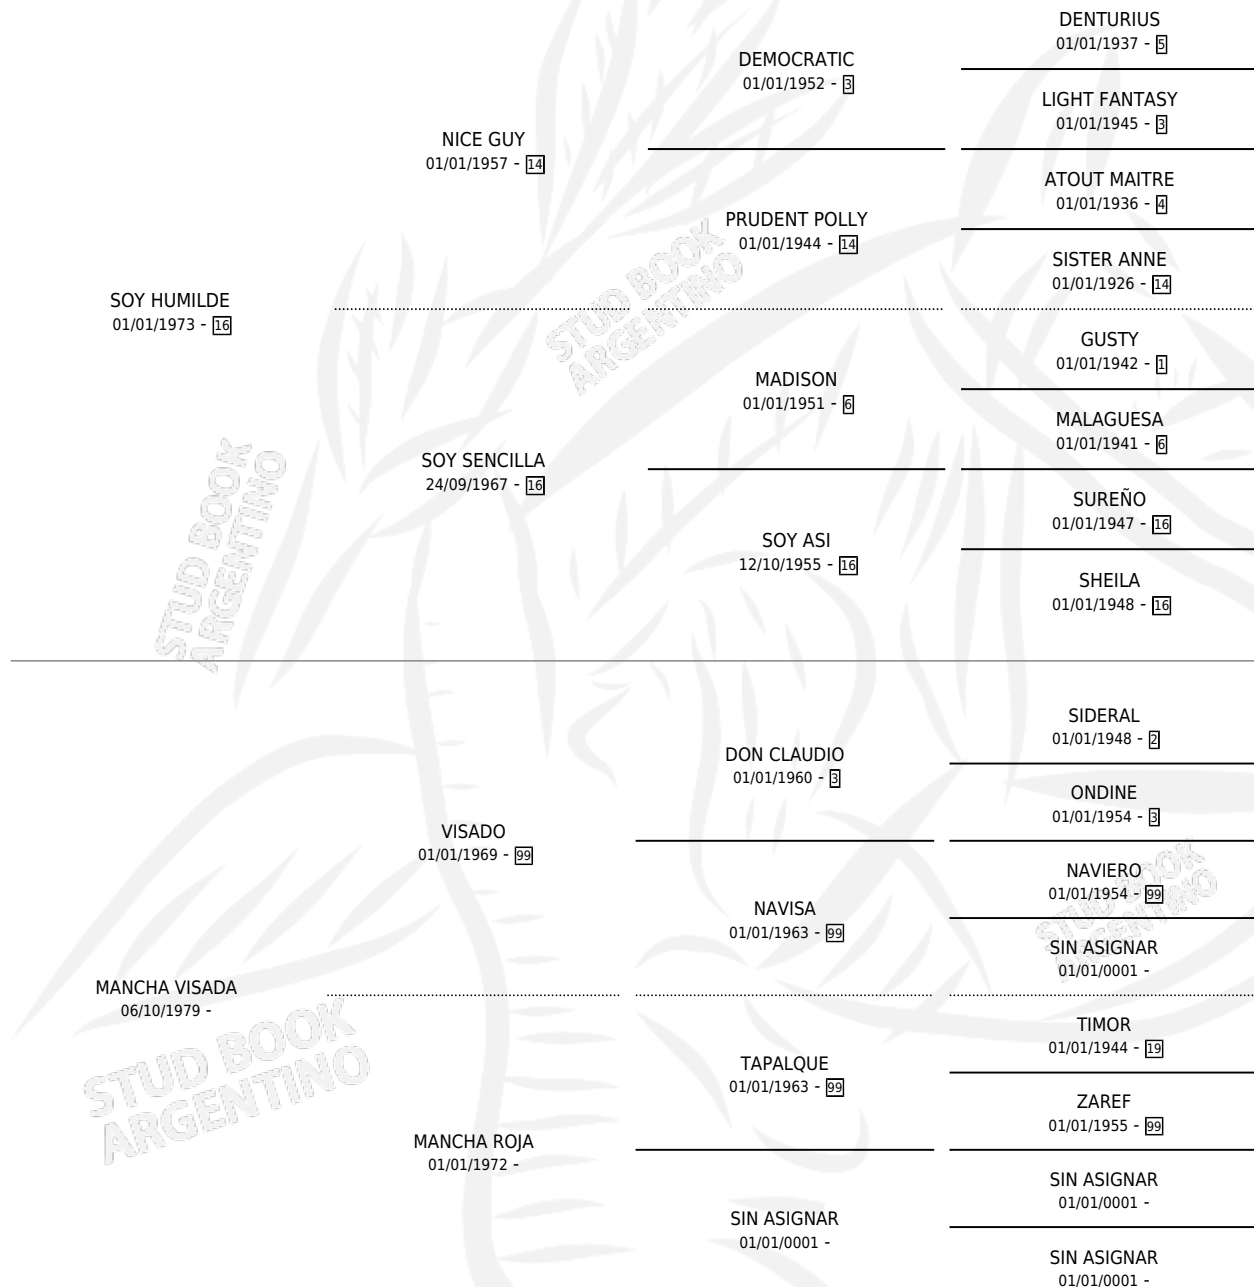 DENTURIUS
01/01/1937 - 5
DEMOCRATIC
01/01/1952 - 3
LIGHT FANTASY
01/01/1945 - 3
NICE GUY
01/01/1957 - 14
ATOUT MAITRE
01/01/1936 - 4
PRUDENT POLLY
01/01/1944 - 14
SISTER ANNE
01/01/1926 - 14
SOY HUMILDE
01/01/1973 - 16
STUD BOOK
ARGENTINO
GUSTY
01/01/1942 - 1
MADISON
01/01/1951 - 6
MALAGUESA
01/01/1941 - 6
SOY SENCILLA
24/09/1967 - 16
SUREÑO
01/01/1947 - 16
SOY ASI
12/10/1955 - 16
SHEILA
01/01/1948 - 16
STUD BOOK
ARGENTINO
SIDERAL
01/01/1948 - 2
DON CLAUDIO
01/01/1960 - 3
ONDINE
01/01/1954 - 3
VISADO
01/01/1969 - 99
NAVIERO
01/01/1954 - 99
NAVISA
01/01/1963 - 99
STUD BOOK
ARGENTINO
SIN ASIGNAR
01/01/0001 -
MANCHA VISADA
06/10/1979 -
STUD BOOK
ARGENTINO
TIMOR
01/01/1944 - 19
TAPALQUE
01/01/1963 - 99
ZAREF
01/01/1955 - 99
MANCHA ROJA
01/01/1972 -
SIN ASIGNAR
01/01/0001 -
SIN ASIGNAR
01/01/0001 -
SIN ASIGNAR
01/01/0001 -